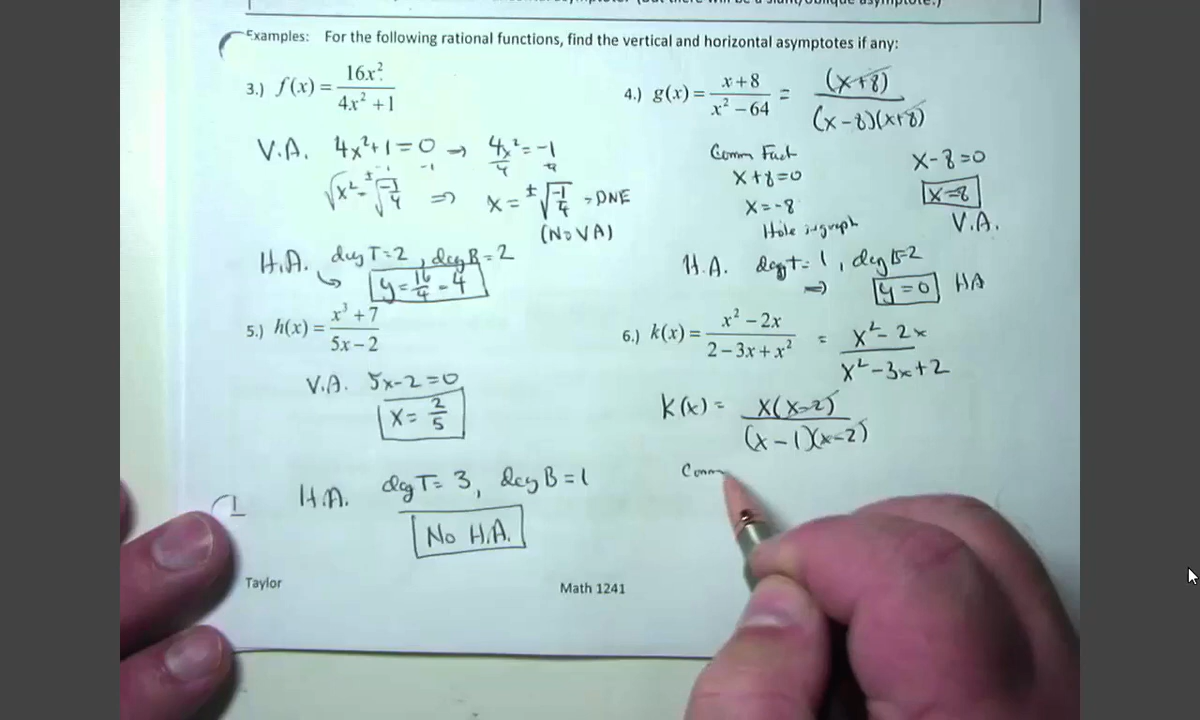 Examples: For the following rational functions, find the vertical and horizontal asymptotes if any:
3.) f(x) = 16x² / 4x² + 1
V.A. 4x²+1=0 => 4x²/4 = -1/4
-1 -1
√x² = ±√-1/4 => x = ±√-1/4 → DNE
(No VA)
H.A. deg T=2, deg B=2
y = 16/4 = 4
4.) g(x) = x+8 / x² − 64 = (x+8) / (x-8)(x+8)
Comm Fact
x+8=0
x=-8
Hole in graph
x-8=0
x=8
V.A.
H.A. deg T=1, deg B=2
=> y=0 HA
5.) h(x) = x³ + 7 / 5x − 2
V.A. 5x-2=0
x = 2/5
H.A. deg T= 3, deg B=1
No H.A.
6.) k(x) = x² − 2x / 2 − 3x + x² = x²-2x / x²-3x+2
K(x) = x(x-2) / (x-1)(x-2)
Comm
Taylor
Math 1241